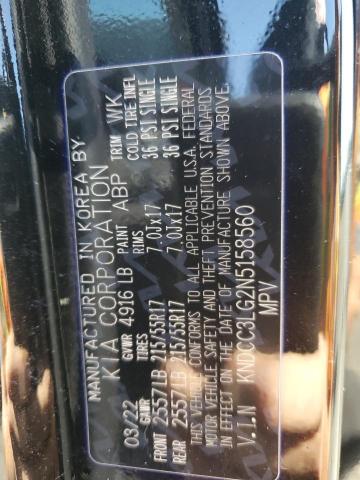 MANUFACTURED IN KOREA BY:
KIA CORPORATION
03/22 GVWR 4916 LB PAINT ABP TRIM WK
GAWR TIRES RIMS COLD TIRE INFL
FRONT 2557LB 215/55R17 7.0Jx17 36 PSI SINGLE
REAR 2557LB 215/55R17 7.0Jx17 36 PSI SINGLE
THIS VEHICLE CONFORMS TO ALL APPLICABLE U.S.A. FEDERAL
MOTOR VEHICLE SAFETY AND THEFT PREVENTION STANDARDS
IN EFFECT ON THE DATE OF MANUFACTURE SHOWN ABOVE.
V.I.N KNDCC3LG2N5158560
MPV